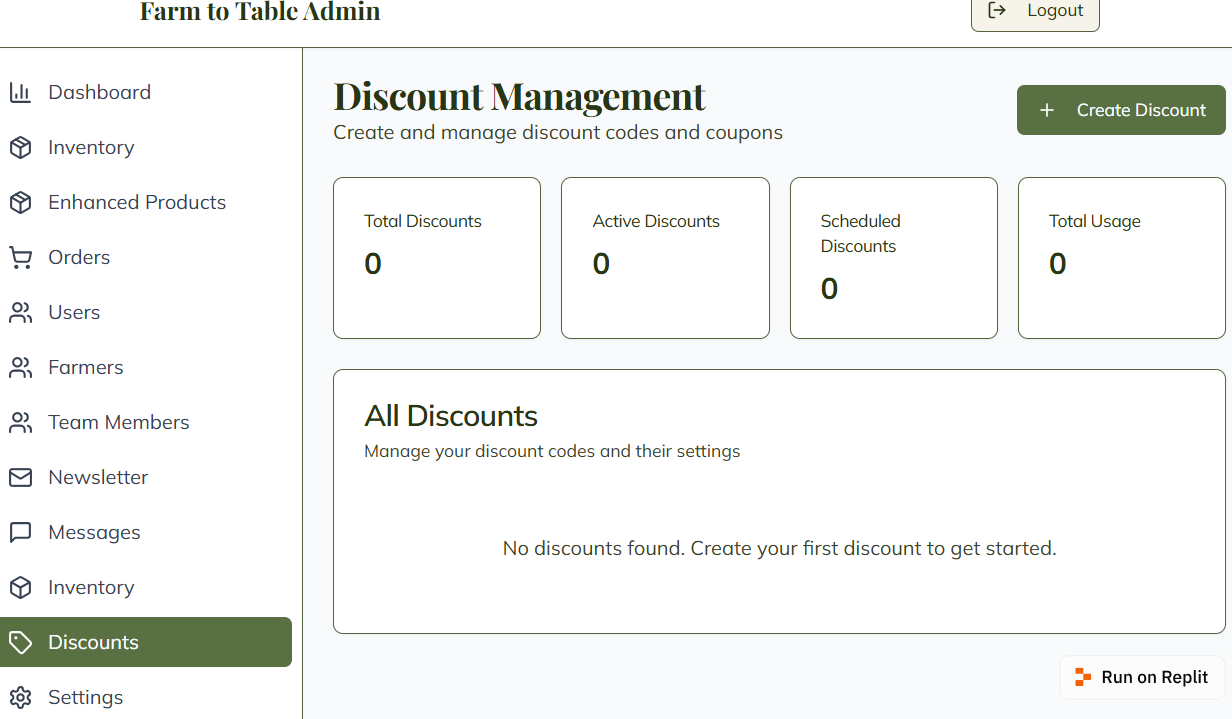 Farm to Table Admin
Logout
Dashboard
Inventory
Enhanced Products
Orders
Users
Farmers
Team Members
Newsletter
Messages
Inventory
Discounts
Settings
Discount Management
Create and manage discount codes and coupons
Create Discount
Total Discounts
0
Active Discounts
0
Scheduled
Discounts
0
Total Usage
0
All Discounts
Manage your discount codes and their settings
No discounts found. Create your first discount to get started.
Run on Replit